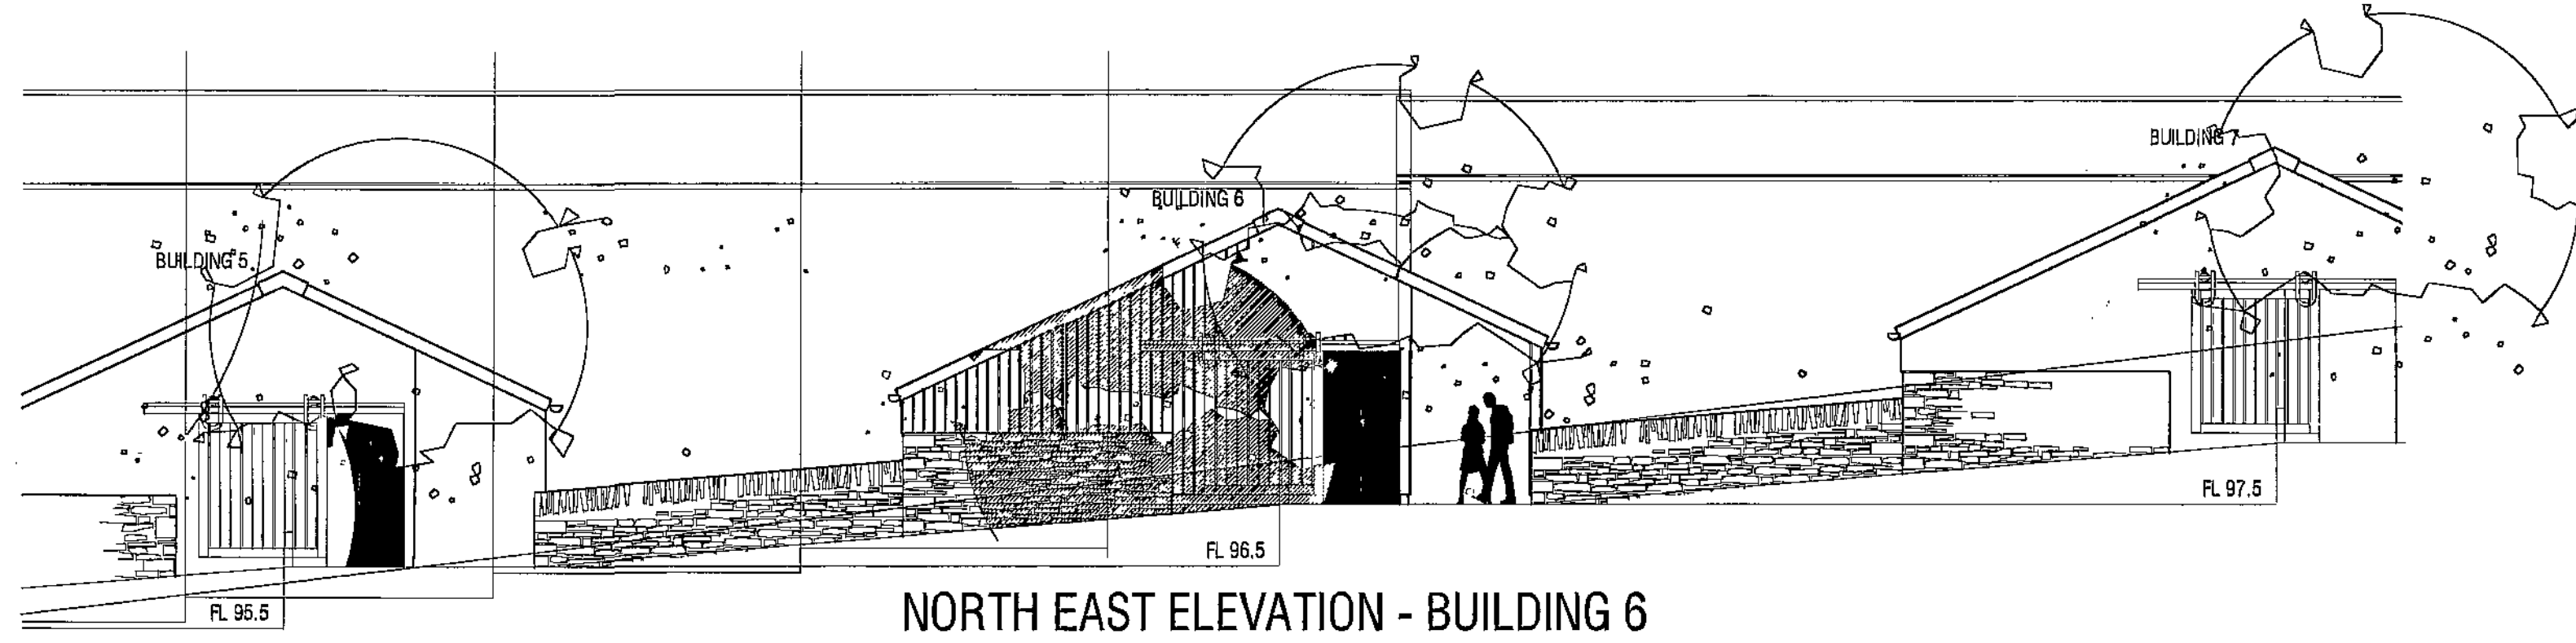 BUILDING 7
BUILDING 6
BUILDING 5
FL 97.5
FL 96.5
FL 95.5
NORTH EAST ELEVATION - BUILDING 6